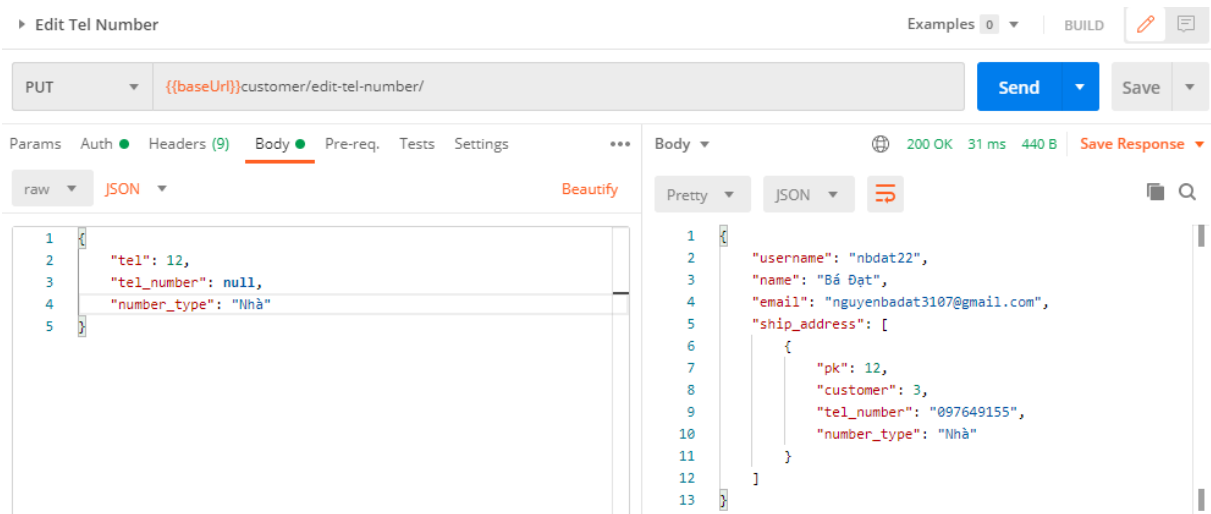 Edit Tel Number
Examples 0 BUILD
PUT {{baseUrl}}customer/edit-tel-number/ Send Save
Params Auth Headers (9) Body Pre-req. Tests Settings
raw JSON Beautify
1 {
2 "tel": 12,
3 "tel_number": null,
4 "number_type": "Nhà"
5 }
Body 200 OK 31 ms 440 B Save Response
Pretty JSON
1 {
2 "username": "nbdat22",
3 "name": "Bá Đạt",
4 "email": "nguyenbadat3107@gmail.com",
5 "ship_address": [
6 {
7 "pk": 12,
8 "customer": 3,
9 "tel_number": "097649155",
10 "number_type": "Nhà"
11 }
12 ]
13 }